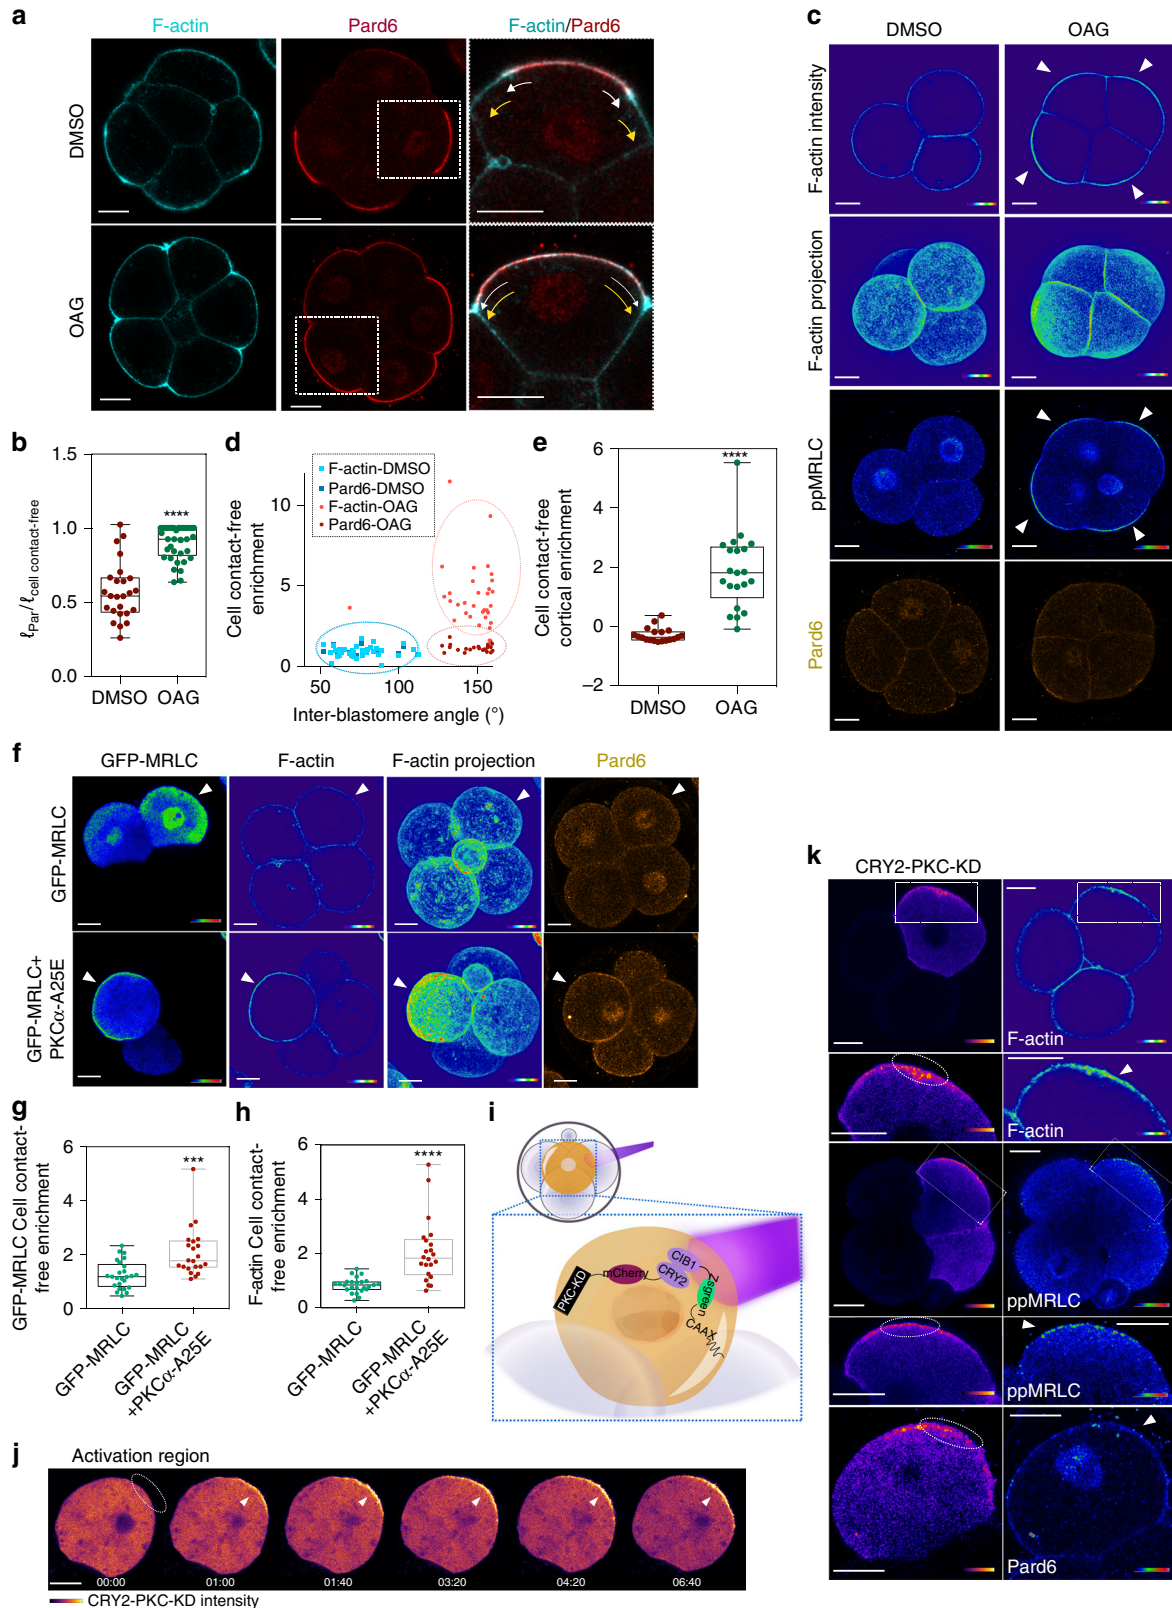 a
F-actin
Pard6
F-actin/Pard6
DMSO
OAG
b
ℓPar/ℓcell contact-free
1.5
1.0
0.5
0.0
****
DMSO
OAG
c
DMSO
OAG
F-actin intensity
F-actin projection
ppMRLC
Pard6
d
F-actin-DMSO
Pard6-DMSO
F-actin-OAG
Pard6-OAG
Cell contact-free
enrichment
10
5
0
50
100
150
Inter-blastomere angle (°)
e
Cell contact-free
cortical enrichment
6
4
2
0
–2
****
DMSO
OAG
f
GFP-MRLC
F-actin
F-actin projection
Pard6
GFP-MRLC
GFP-MRLC+
PKCα-A25E
g
GFP-MRLC Cell contact-
free enrichment
6
4
2
0
***
GFP-MRLC
GFP-MRLC
+PKCα-A25E
h
F-actin Cell contact-
free enrichment
6
4
2
0
****
GFP-MRLC
GFP-MRLC
+PKCα-A25E
i
PKC-KD
mCherry
CRY2
CIB1
Zsgreen
CAAX
j
Activation region
00:00
01:00
01:40
03:20
04:20
06:40
CRY2-PKC-KD intensity
k
CRY2-PKC-KD
F-actin
F-actin
ppMRLC
ppMRLC
Pard6